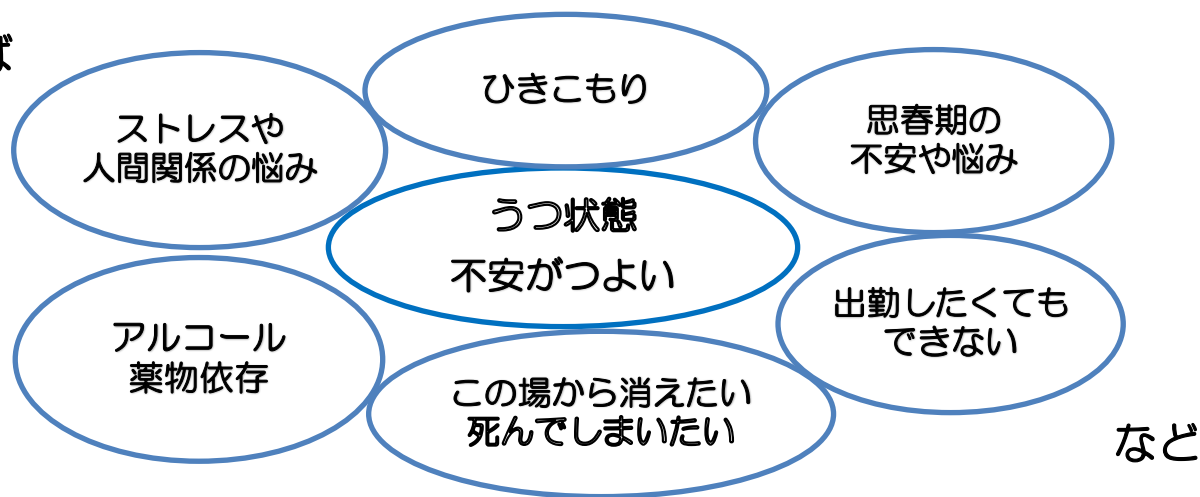 ば
ひきこもり
ストレスや
人間関係の悩み
思春期の
不安や悩み
うつ状態
不安がつよい
出勤したくても
できない
アルコール
薬物依存
この場から消えたい
死んでしまいたい
など